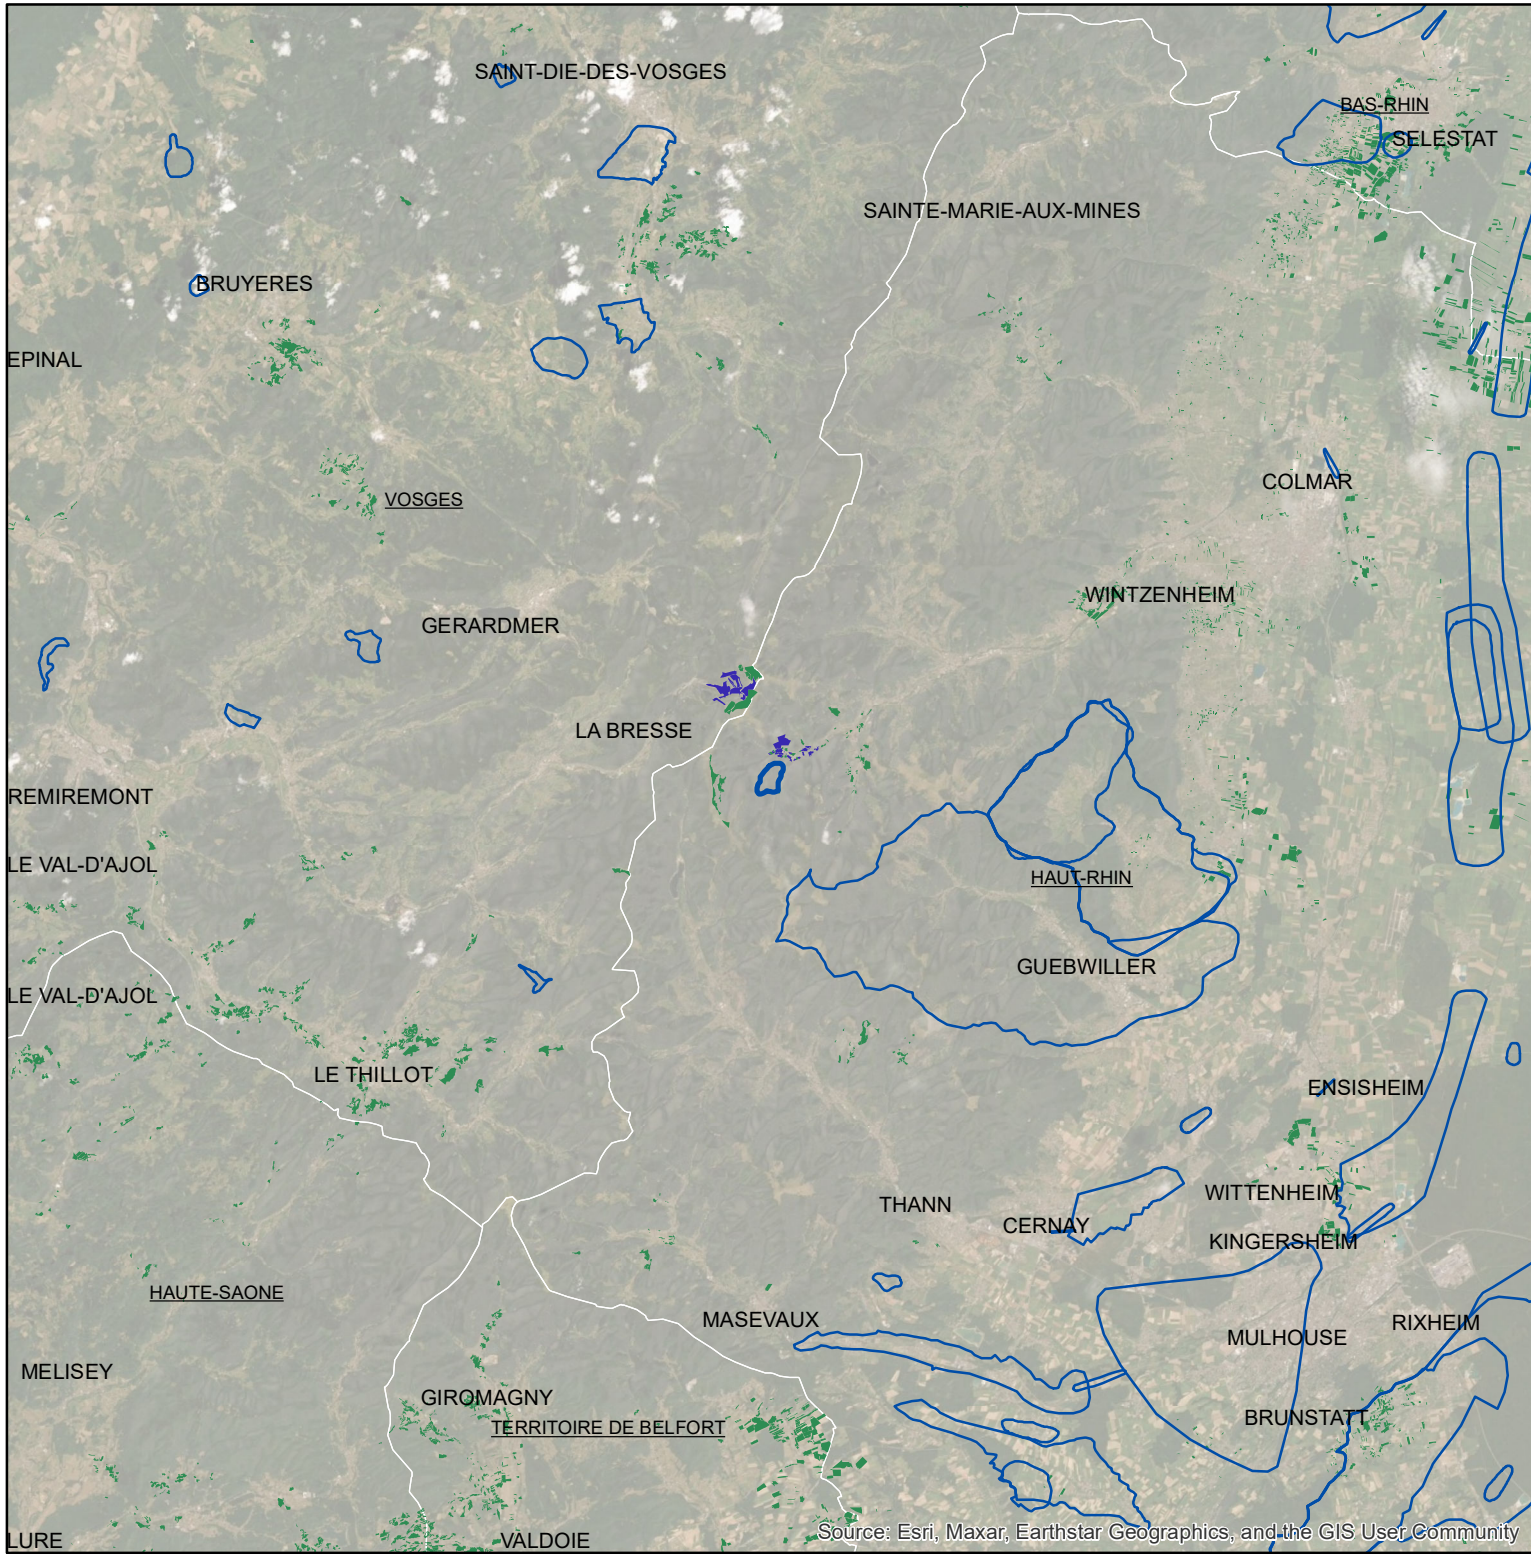 SAINT-DIE-DES-VOSGES
BAS-RHIN
SELESTAT
SAINTE-MARIE-AUX-MINES
BRUYERES
EPINAL
COLMAR
VOSGES
WINTZENHEIM
GERARDMER
LA BRESSE
REMIREMONT
LE VAL-D'AJOL
HAUT-RHIN
GUEBWILLER
LE VAL-D'AJOL
LE THILLOT
ENSISHEIM
WITTENHEIM
THANN
CERNAY
KINGERSHEIM
HAUTE-SAONE
MASEVAUX
RIXHEIM
MULHOUSE
MELISEY
GIROMAGNY
BRUNSTATT
TERRITOIRE DE BELFORT
Source: Esri, Maxar, Earthstar Geographics, and the GIS User Community
LURE
VALDOIE